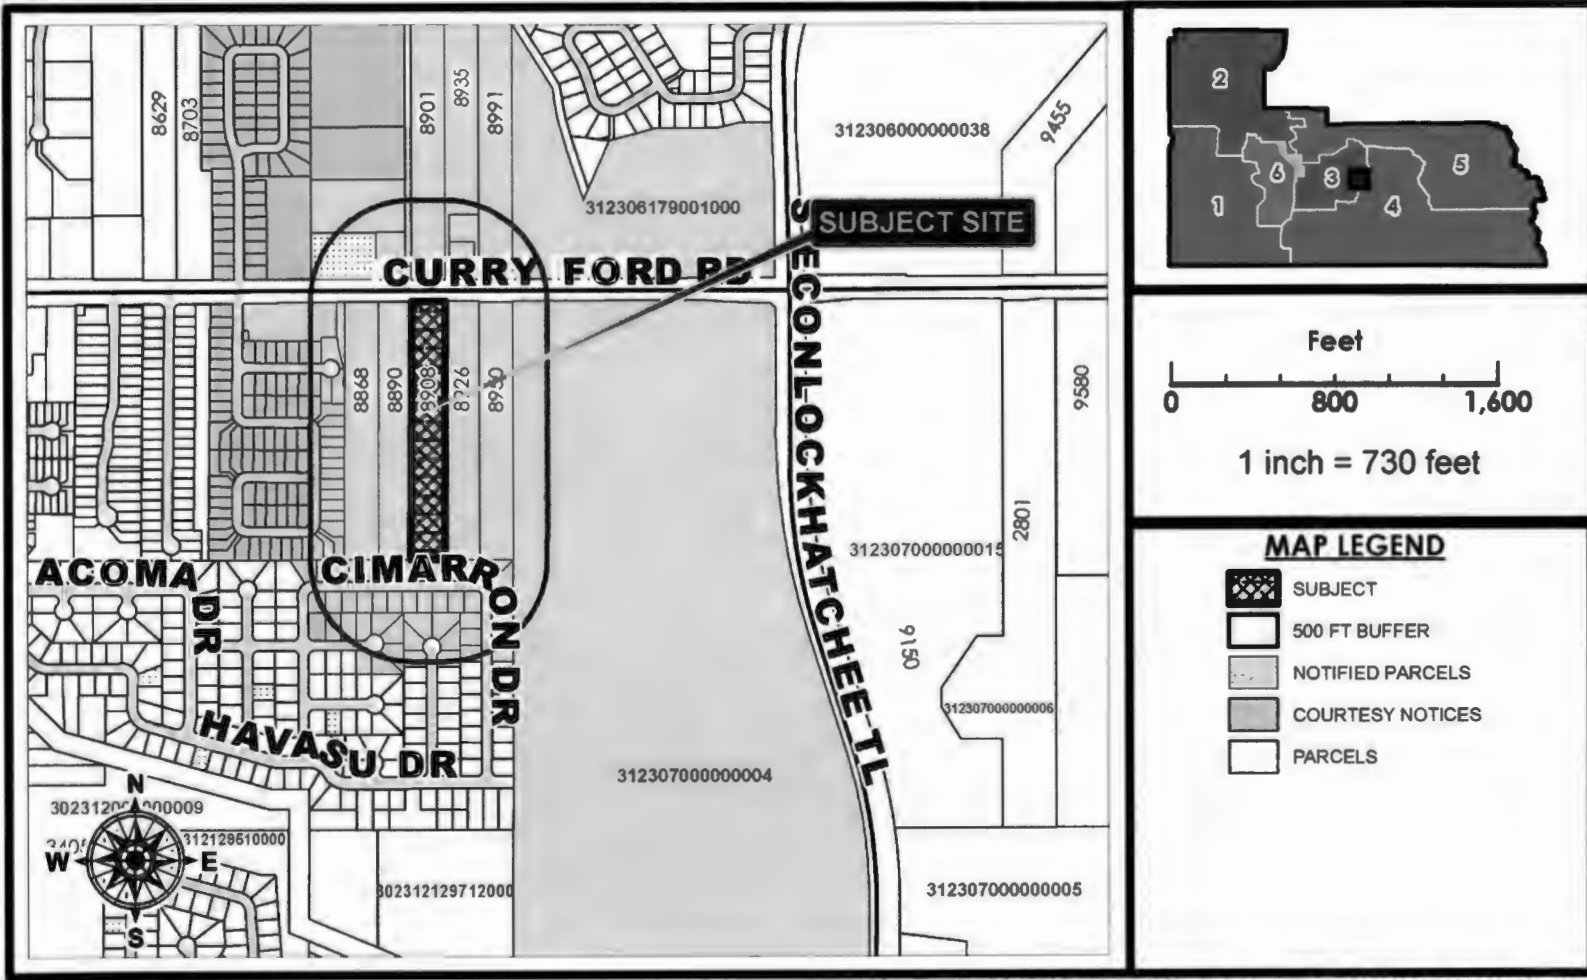 8629
8703
8901
8935
8991
312306000000038
9455
312306179001000
SUBJECT SITE
CURRY FORD RD
S ECONLOCKHATCHEE TL
8868
8890
8908
8926
8950
9580
2801
312307000000015
9150
312307000000006
ACOMA DR
CIMARRON DR
HAVASU DR
312307000000004
312307000000005
302312129712000
N
W
E
S
2
6
3
5
1
4
Feet
0
800
1,600
1 inch = 730 feet
MAP LEGEND
SUBJECT
500 FT BUFFER
NOTIFIED PARCELS
COURTESY NOTICES
PARCELS